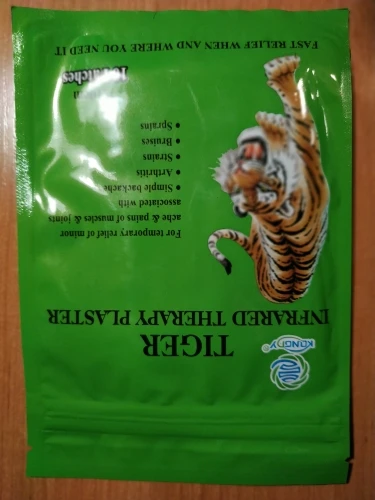 KONGDY®
TIGER
INFRARED THERAPY PLASTER
For temporary relief of minor
ache & pains of muscles & joints
associated with
• Simple backache
• Arthritis
• Strains
• Bruises
• Sprains
Patches
FAST RELIEF WHEN AND WHERE YOU NEED IT